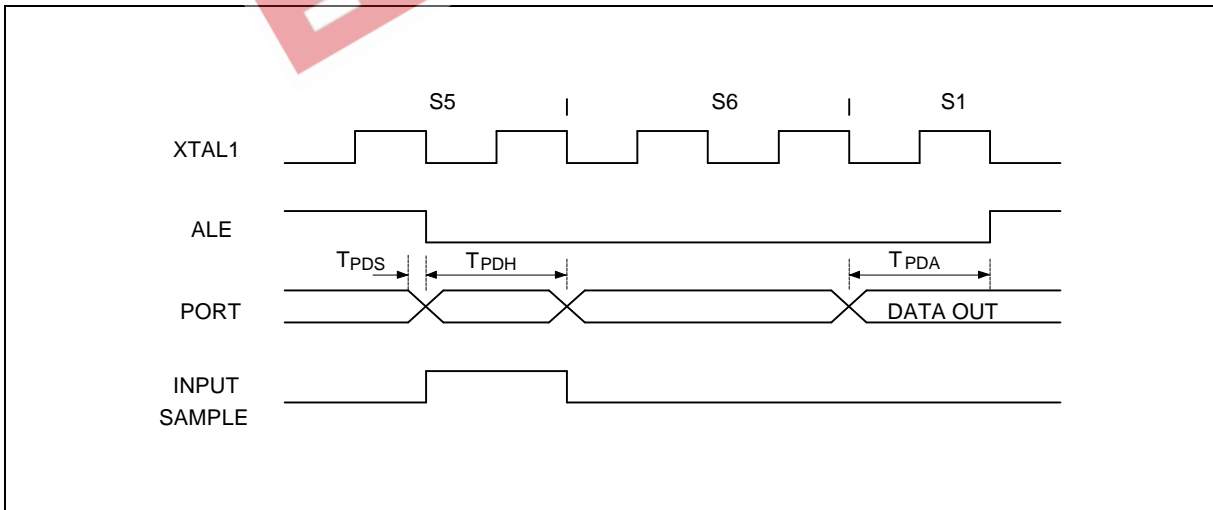 S5 S6 S1
XTAL1
ALE
TPDS TPDH TPDA
PORT DATA OUT
INPUT
SAMPLE